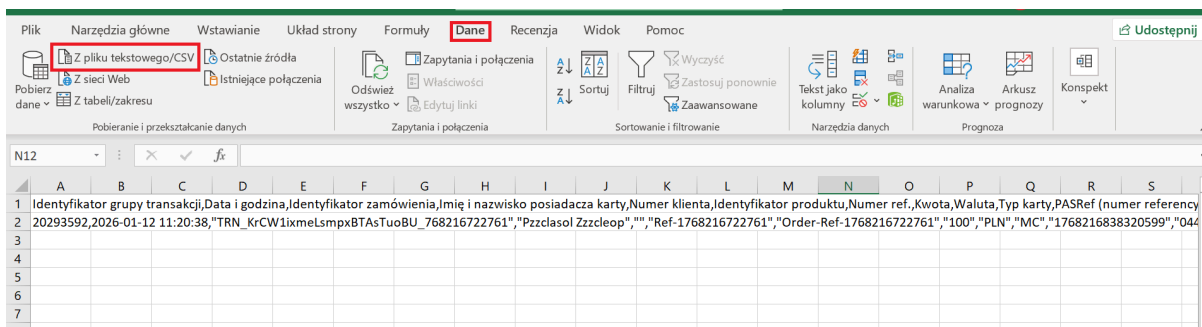 Plik Narzędzia główne Wstawianie Układ strony Formuły Dane Recenzja Widok Pomoc Udostępnij
Pobierz dane
Z pliku tekstowego/CSV
Z sieci Web
Z tabeli/zakresu
Ostatnie źródła
Istniejące połączenia
Pobieranie i przekształcanie danych
Odśwież wszystko
Zapytania i połączenia
Właściwości
Edytuj linki
Zapytania i połączenia
Sortuj
Filtruj
Wyczyść
Zastosuj ponownie
Zaawansowane
Sortowanie i filtrowanie
Tekst jako kolumny
Narzędzia danych
Analiza warunkowa
Arkusz prognozy
Prognoza
Konspekt
N12 fx
A B C D E F G H I J K L M N O P Q R S
1 Identyfikator grupy transakcji,Data i godzina,Identyfikator zamówienia,Imię i nazwisko posiadacza karty,Numer klienta,Identyfikator produktu,Numer ref.,Kwota,Waluta,Typ karty,PASRef (numer referency
2 20293592,2026-01-12 11:20:38,"TRN_KrCW1ixmeLsmpxBTAsTuoBU_768216722761","Pzzclasol Zzzcleop","","Ref-1768216722761","Order-Ref-1768216722761","100","PLN","MC","1768216838320599","044
3
4
5
6
7